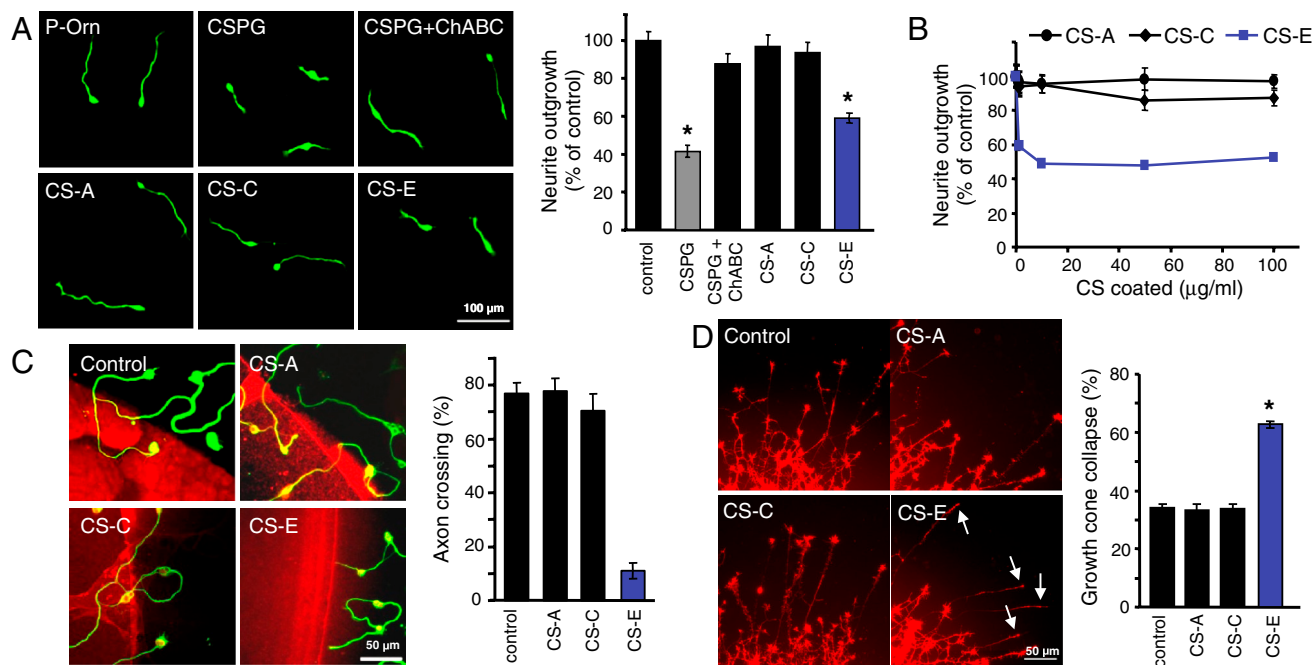 A
P-Orn
CSPG
CSPG+ChABC
CS-A
CS-C
CS-E
100 µm
Neurite outgrowth
(% of control)
100
80
60
40
20
0
*
*
control
CSPG
CSPG +
ChABC
CS-A
CS-C
CS-E
B
CS-A
CS-C
CS-E
Neurite outgrowth
(% of control)
100
80
60
40
20
0
0
20
40
60
80
100
CS coated (µg/ml)
C
Control
CS-A
CS-C
CS-E
50 µm
Axon crossing (%)
80
60
40
20
0
control
CS-A
CS-C
CS-E
D
Control
CS-A
CS-C
CS-E
50 µm
Growth cone collapse (%)
80
60
40
20
0
*
control
CS-A
CS-C
CS-E